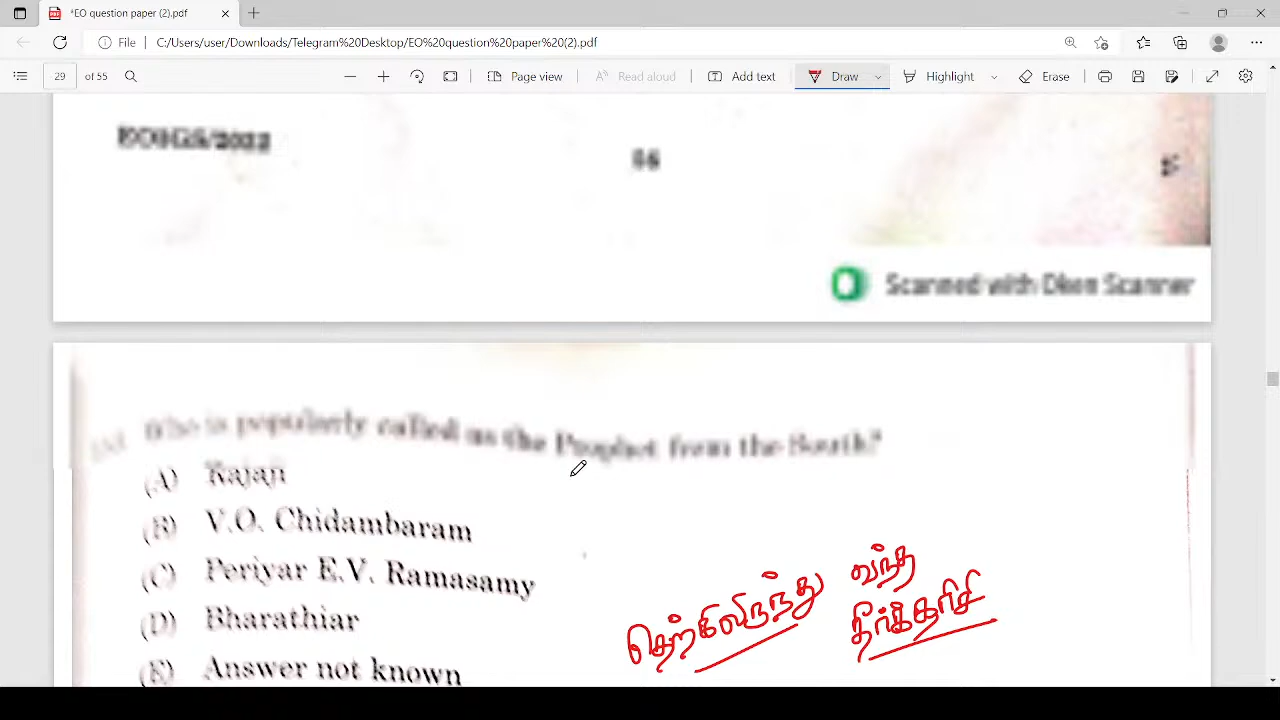 *EO question paper (2).pdf
File C:/Users/user/Downloads/Telegram%20Desktop/EO%20question%20paper%20(2).pdf
29 of 55 Page view Read aloud Add text Draw Highlight Erase
/2022
56
Scanned with Oken Scanner
Who is popularly called as the Prophet from the South?
(A) Rajaji
(B) V.O. Chidambaram
(C) Periyar E.V. Ramasamy
(D) Bharathiar
(E) Answer not known
தெற்கிலிருந்து வந்த
தீர்க்கதரிசி